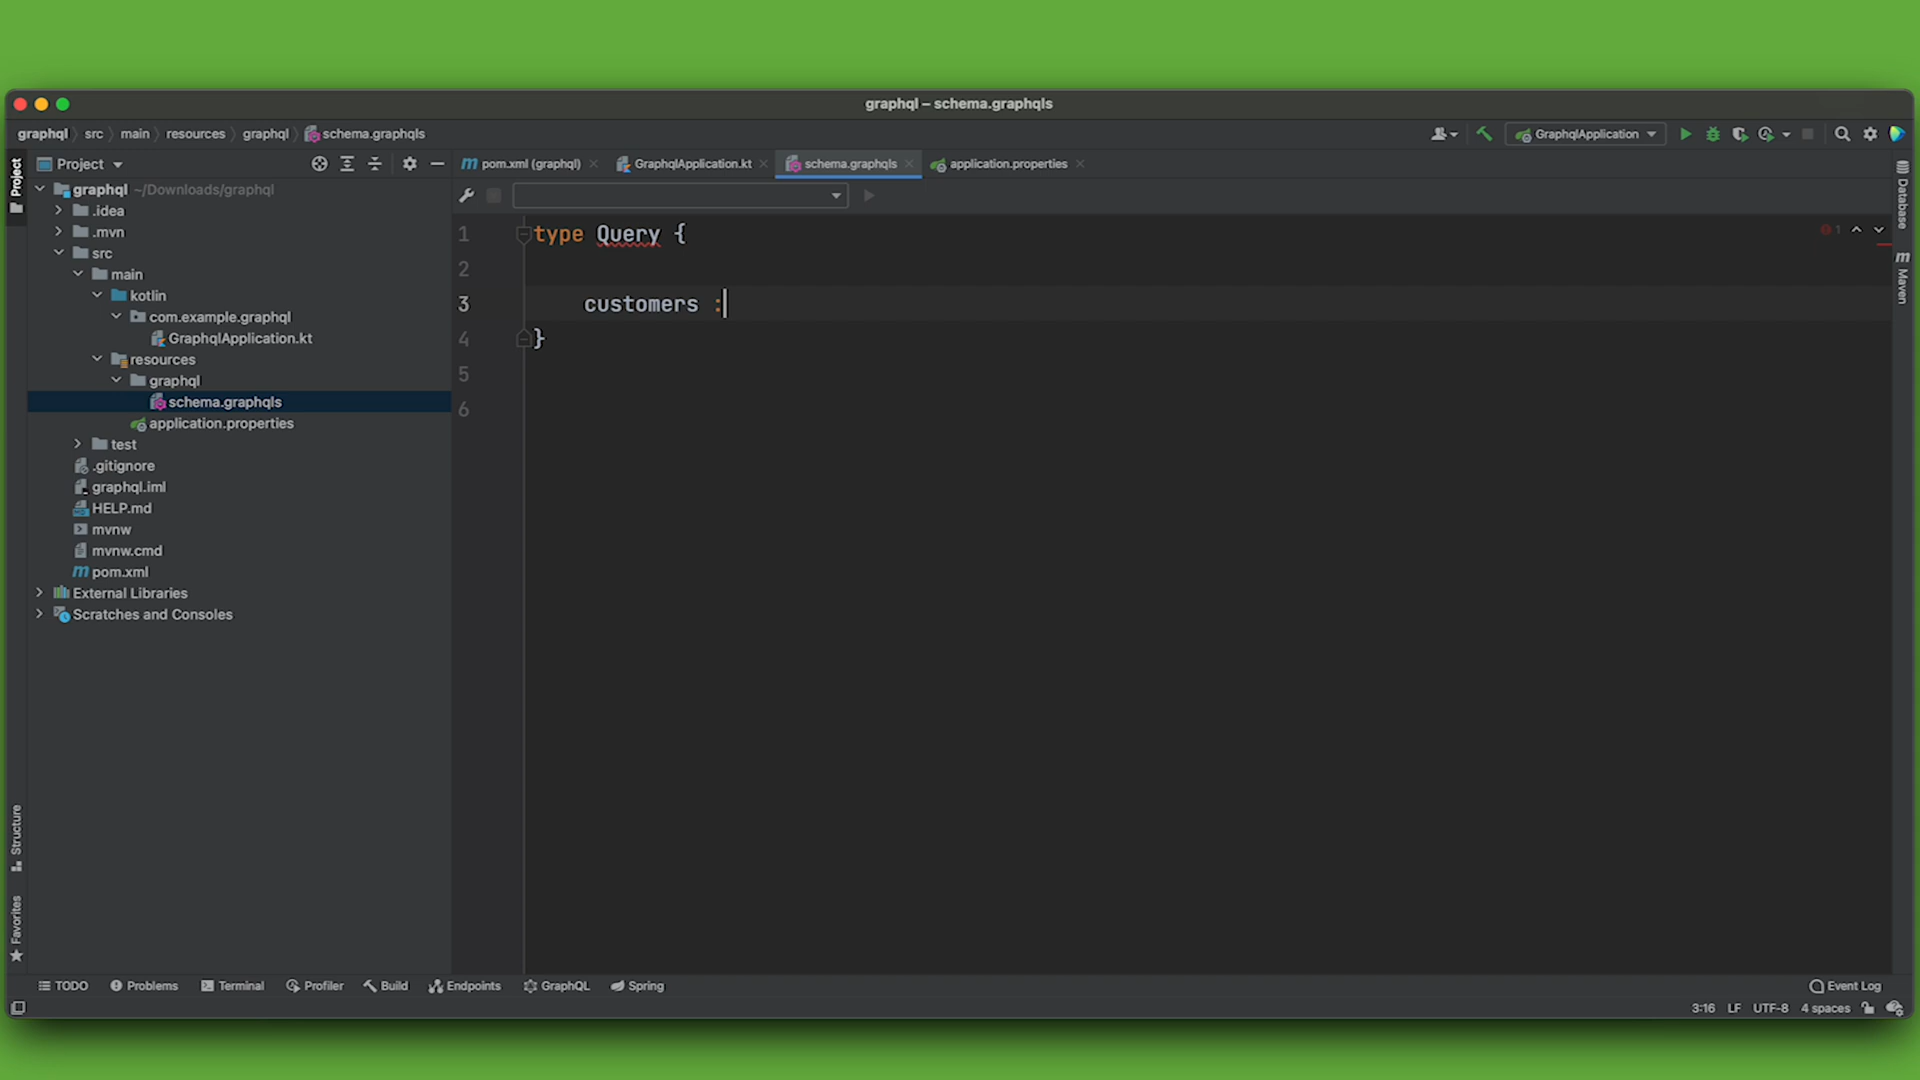 graphql – schema.graphqls
graphql src main resources graphql schema.graphqls
GraphqlApplication
Project
Project
pom.xml (graphql) GraphqlApplication.kt schema.graphqls application.properties
graphql ~/Downloads/graphql
.idea
.mvn
src
main
kotlin
com.example.graphql
GraphqlApplication.kt
resources
graphql
schema.graphqls
application.properties
test
.gitignore
graphql.iml
HELP.md
mvnw
mvnw.cmd
pom.xml
External Libraries
Scratches and Consoles
1 type Query {
2
3 customers :
4 }
5
6
1
Database
Maven
Structure
Favorites
TODO Problems Terminal Profiler Build Endpoints GraphQL Spring Event Log
3:16 LF UTF-8 4 spaces